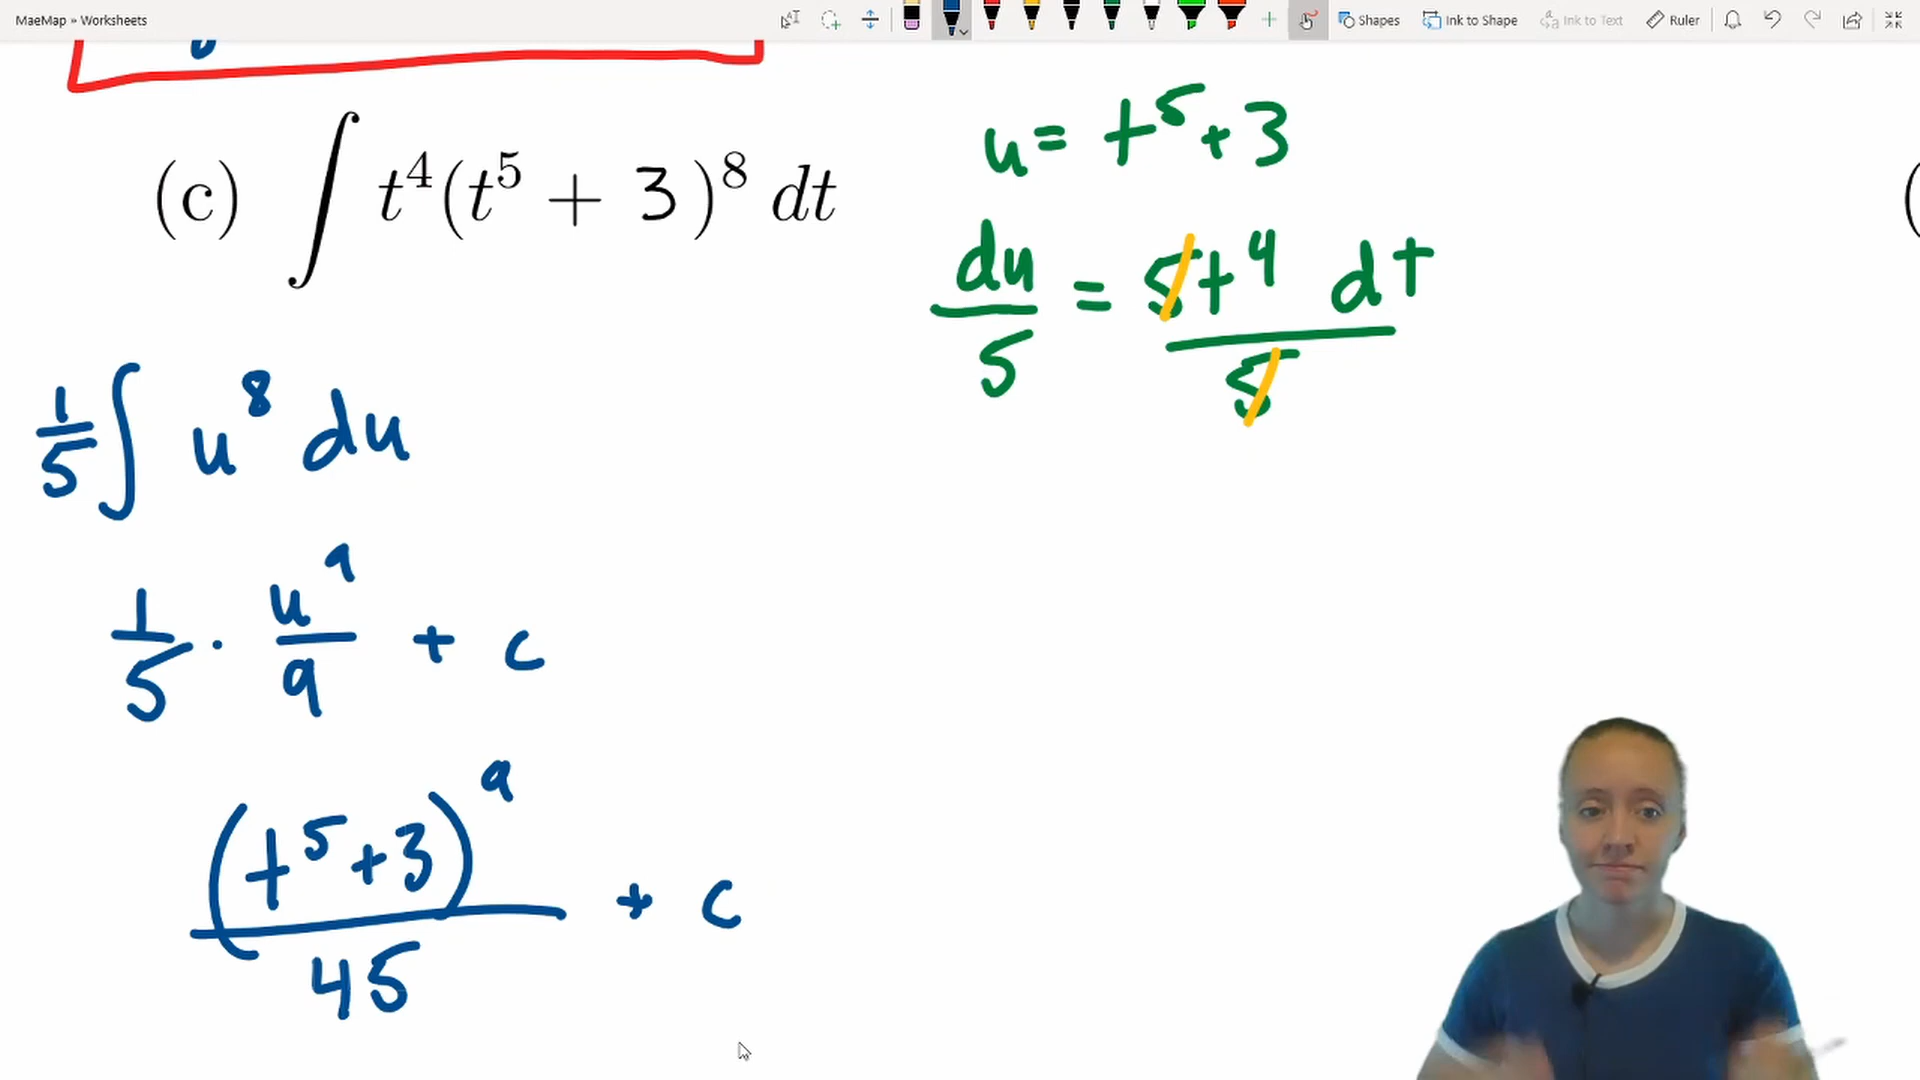 MaeMap » Worksheets
Shapes Ink to Shape Ink to Text Ruler
(c) ∫ t⁴(t⁵ + 3)⁸ dt
u = t⁵ + 3
du/5 = 5t⁴ dt/5
1/5 ∫ u⁸ du
1/5 · u⁹/9 + c
(t⁵+3)⁹/45 + c
(